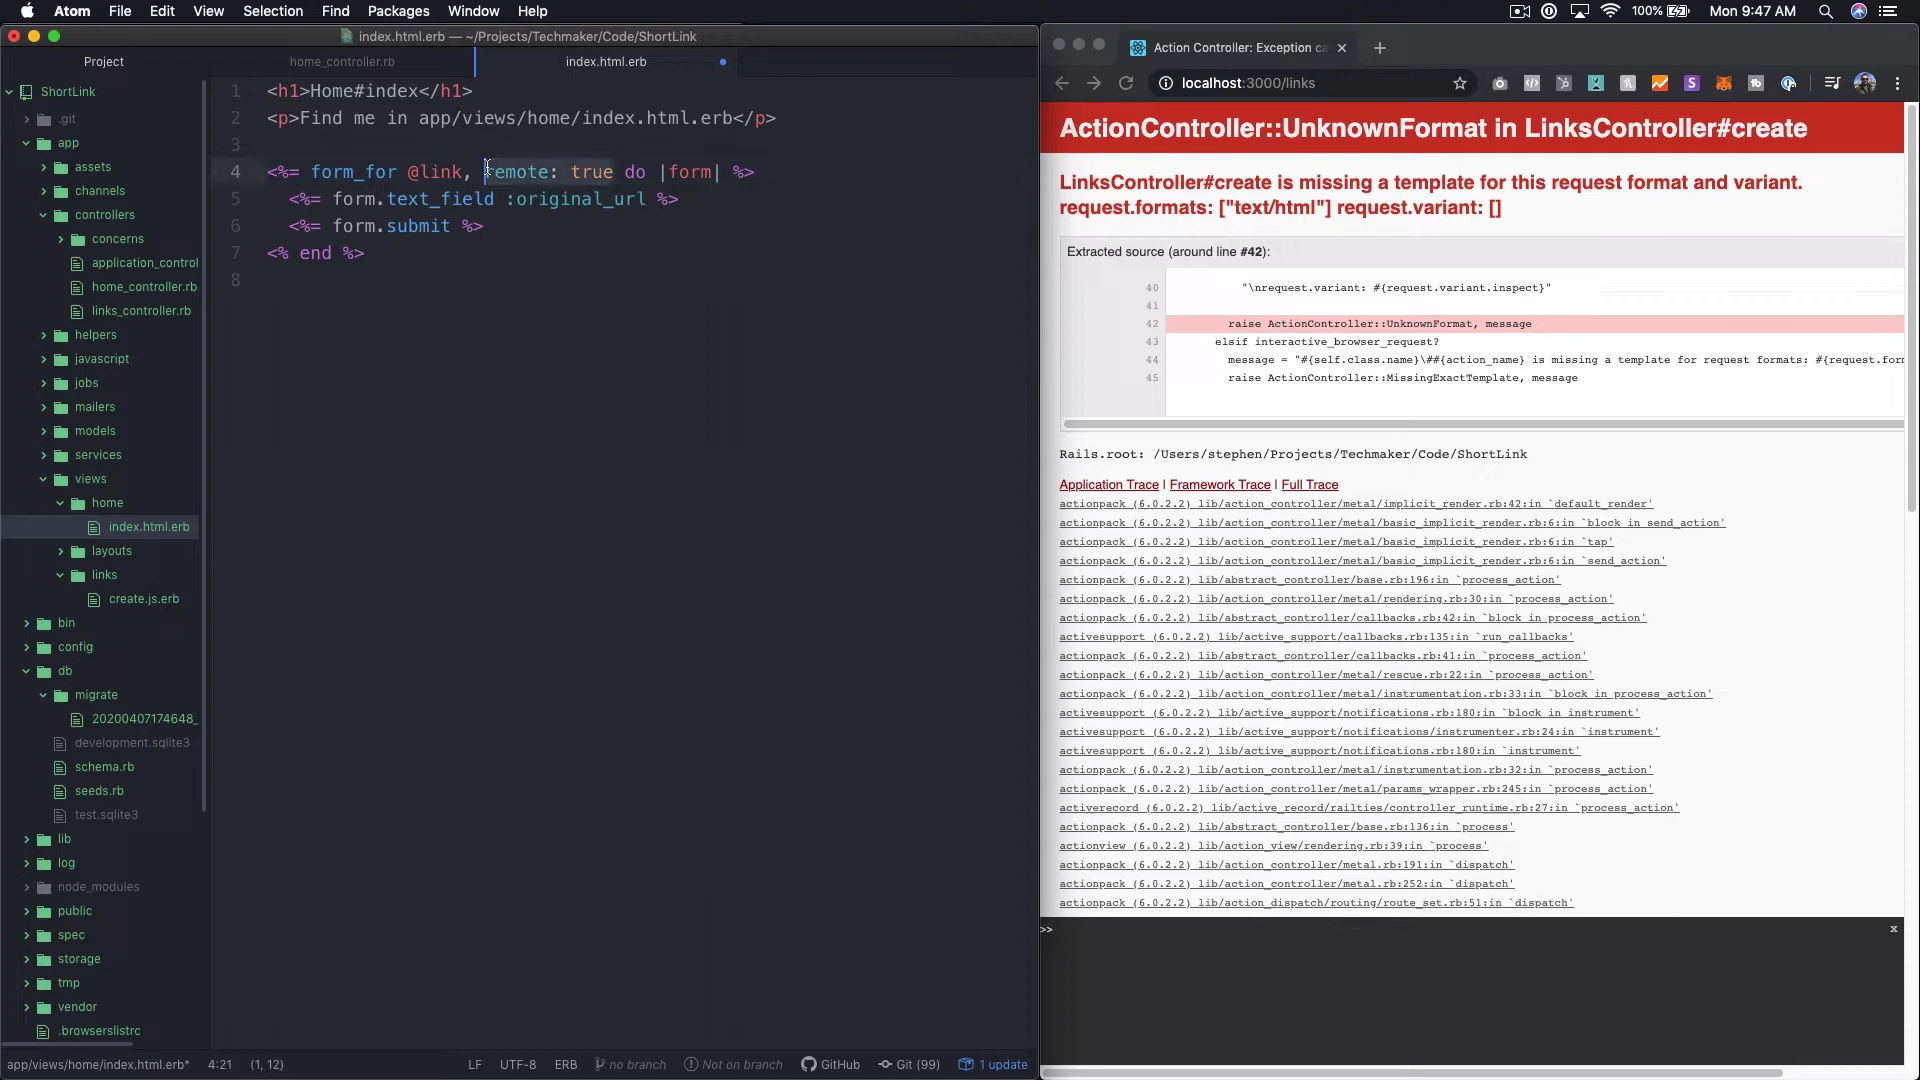 Atom File Edit View Selection Find Packages Window Help
100% Mon 9:47 AM
index.html.erb — ~/Projects/Techmaker/Code/ShortLink
Project
home_controller.rb
index.html.erb
ShortLink
.git
app
assets
channels
controllers
concerns
application_control
home_controller.rb
links_controller.rb
helpers
javascript
jobs
mailers
models
services
views
home
index.html.erb
layouts
links
create.js.erb
bin
config
db
migrate
20200407174648_
development.sqlite3
schema.rb
seeds.rb
test.sqlite3
lib
log
node_modules
public
spec
storage
tmp
vendor
.browserslistrc
1 <h1>Home#index</h1>
2 <p>Find me in app/views/home/index.html.erb</p>
3
4 <%= form_for @link, remote: true do |form| %>
5 <%= form.text_field :original_url %>
6 <%= form.submit %>
7 <% end %>
8
app/views/home/index.html.erb* 4:21 (1, 12) LF UTF-8 ERB no branch Not on branch GitHub Git (99) 1 update
Action Controller: Exception ca
localhost:3000/links
ActionController::UnknownFormat in LinksController#create
LinksController#create is missing a template for this request format and variant.
request.formats: ["text/html"] request.variant: []
Extracted source (around line #42):
40 "\nrequest.variant: #{request.variant.inspect}"
41
42 raise ActionController::UnknownFormat, message
43 elsif interactive_browser_request?
44 message = "#{self.class.name}\##{action_name} is missing a template for request formats: #{request.for
45 raise ActionController::MissingExactTemplate, message
Rails.root: /Users/stephen/Projects/Techmaker/Code/ShortLink
Application Trace | Framework Trace | Full Trace
actionpack (6.0.2.2) lib/action_controller/metal/implicit_render.rb:42:in `default_render'
actionpack (6.0.2.2) lib/action_controller/metal/basic_implicit_render.rb:6:in `block in send_action'
actionpack (6.0.2.2) lib/action_controller/metal/basic_implicit_render.rb:6:in `tap'
actionpack (6.0.2.2) lib/action_controller/metal/basic_implicit_render.rb:6:in `send_action'
actionpack (6.0.2.2) lib/abstract_controller/base.rb:196:in `process_action'
actionpack (6.0.2.2) lib/action_controller/metal/rendering.rb:30:in `process_action'
actionpack (6.0.2.2) lib/abstract_controller/callbacks.rb:42:in `block in process_action'
activesupport (6.0.2.2) lib/active_support/callbacks.rb:135:in `run_callbacks'
actionpack (6.0.2.2) lib/abstract_controller/callbacks.rb:41:in `process_action'
actionpack (6.0.2.2) lib/action_controller/metal/rescue.rb:22:in `process_action'
actionpack (6.0.2.2) lib/action_controller/metal/instrumentation.rb:33:in `block in process_action'
activesupport (6.0.2.2) lib/active_support/notifications.rb:180:in `block in instrument'
activesupport (6.0.2.2) lib/active_support/notifications/instrumenter.rb:24:in `instrument'
activesupport (6.0.2.2) lib/active_support/notifications.rb:180:in `instrument'
actionpack (6.0.2.2) lib/action_controller/metal/instrumentation.rb:32:in `process_action'
actionpack (6.0.2.2) lib/action_controller/metal/params_wrapper.rb:245:in `process_action'
activerecord (6.0.2.2) lib/active_record/railties/controller_runtime.rb:27:in `process_action'
actionpack (6.0.2.2) lib/abstract_controller/base.rb:136:in `process'
actionview (6.0.2.2) lib/action_view/rendering.rb:39:in `process'
actionpack (6.0.2.2) lib/action_controller/metal.rb:191:in `dispatch'
actionpack (6.0.2.2) lib/action_controller/metal.rb:252:in `dispatch'
actionpack (6.0.2.2) lib/action_dispatch/routing/route_set.rb:51:in `dispatch'
>> x